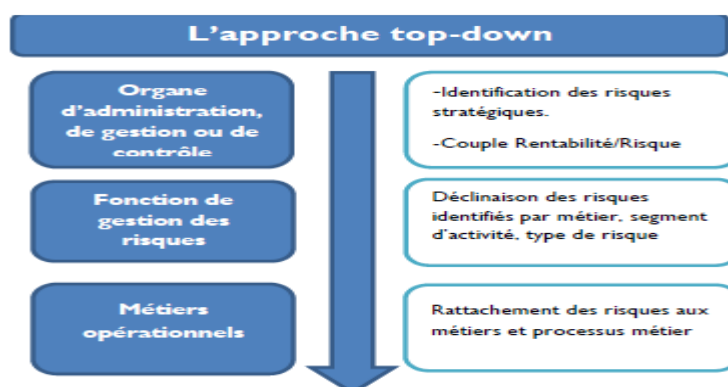 L'approche top-down
Organe
d'administration,
de gestion ou de
contrôle
-Identification des risques
stratégiques.
-Couple Rentabilité/Risque
Fonction de
gestion des
risques
Déclinaison des risques
identifiés par métier, segment
d'activité, type de risque
Métiers
opérationnels
Rattachement des risques aux
métiers et processus métier